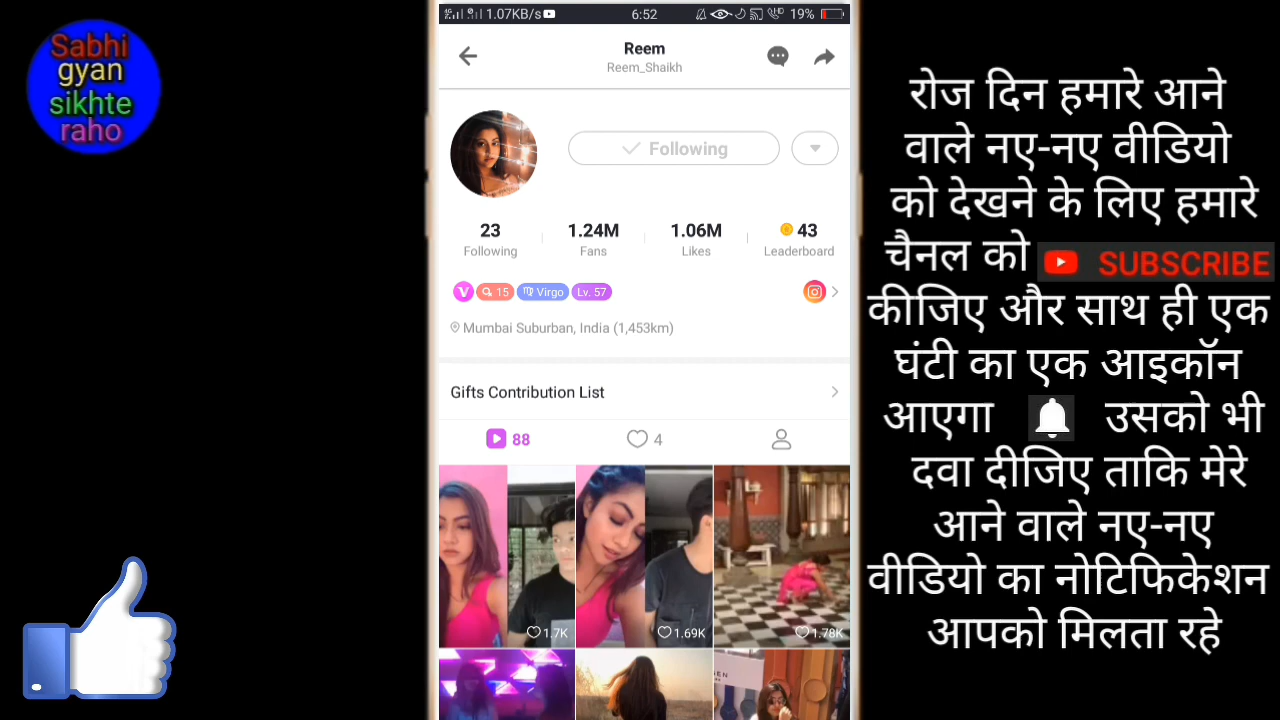 Sabhi
gyan
sikhte
raho
1.07KB/s
6:52
19%
Reem
Reem_Shaikh
Following
23
Following
1.24M
Fans
1.06M
Likes
43
Leaderboard
V
15
Virgo
Lv. 57
Mumbai Suburban, India (1,453km)
Gifts Contribution List
88
4
1.7K
1.69K
1.78K
रोज दिन हमारे आने
वाले नए-नए वीडियो
को देखने के लिए हमारे
चैनल को SUBSCRIBE
कीजिए और साथ ही एक
घंटी का एक आइकॉन
आएगा उसको भी
दवा दीजिए ताकि मेरे
आने वाले नए-नए
वीडियो का नोटिफिकेशन
आपको मिलता रहे